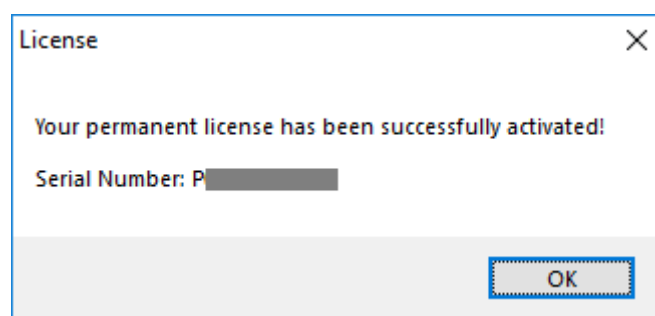 License
Your permanent license has been successfully activated!
Serial Number: P
OK